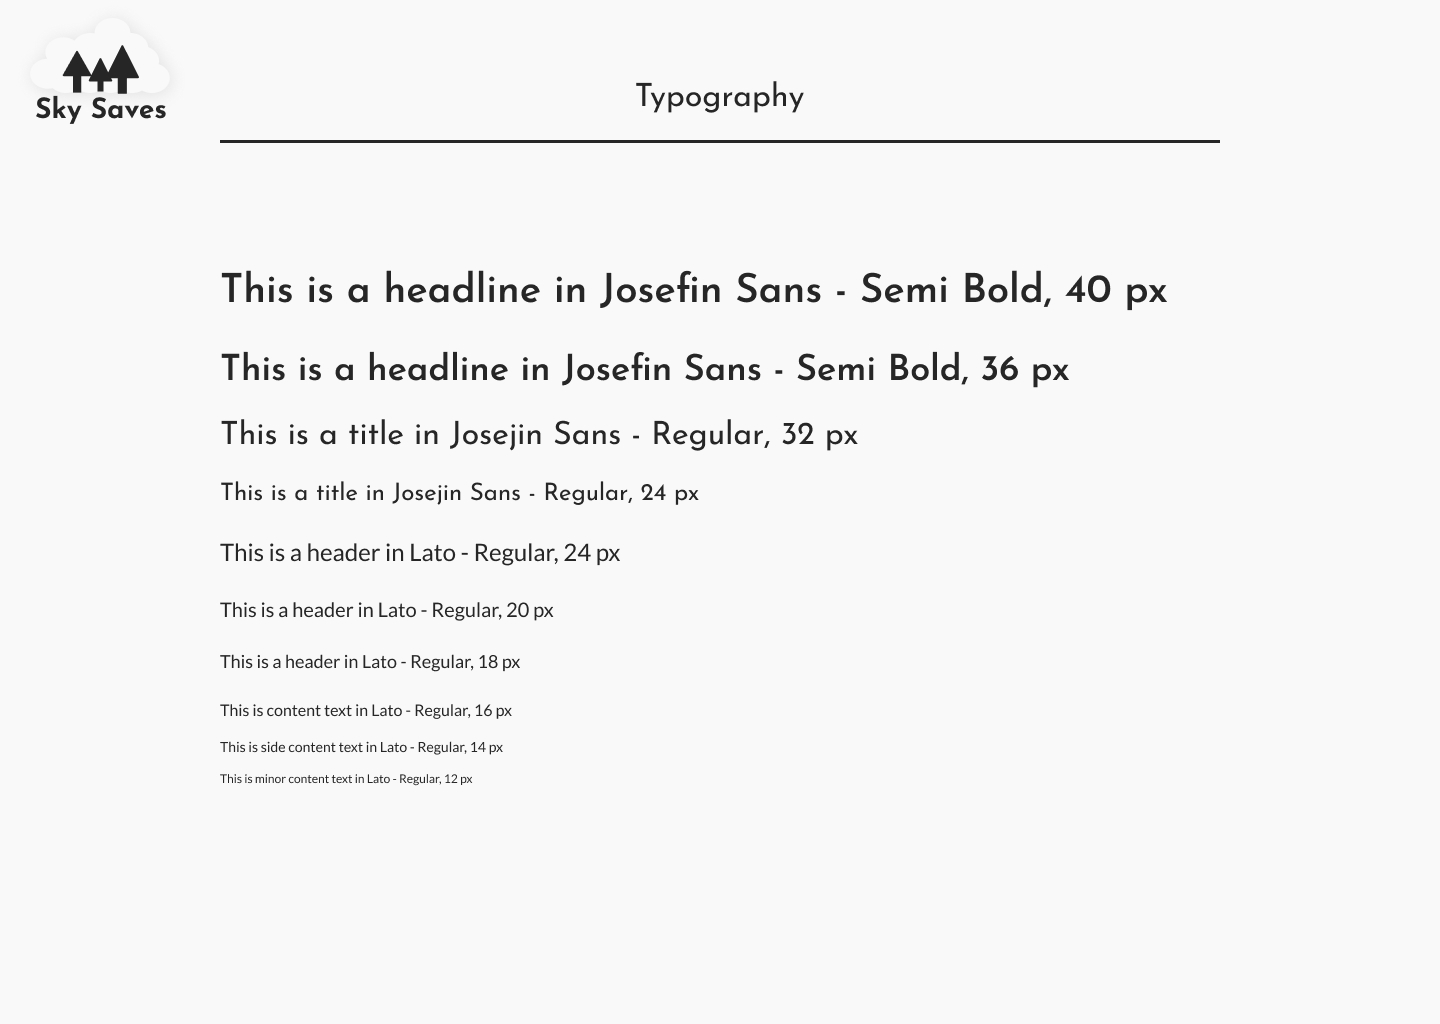 Sky Saves
Typography
This is a headline in Josefin Sans - Semi Bold, 40 px
This is a headline in Josefin Sans - Semi Bold, 36 px
This is a title in Josejin Sans - Regular, 32 px
This is a title in Josejin Sans - Regular, 24 px
This is a header in Lato - Regular, 24 px
This is a header in Lato - Regular, 20 px
This is a header in Lato - Regular, 18 px
This is content text in Lato - Regular, 16 px
This is side content text in Lato - Regular, 14 px
This is minor content text in Lato - Regular, 12 px